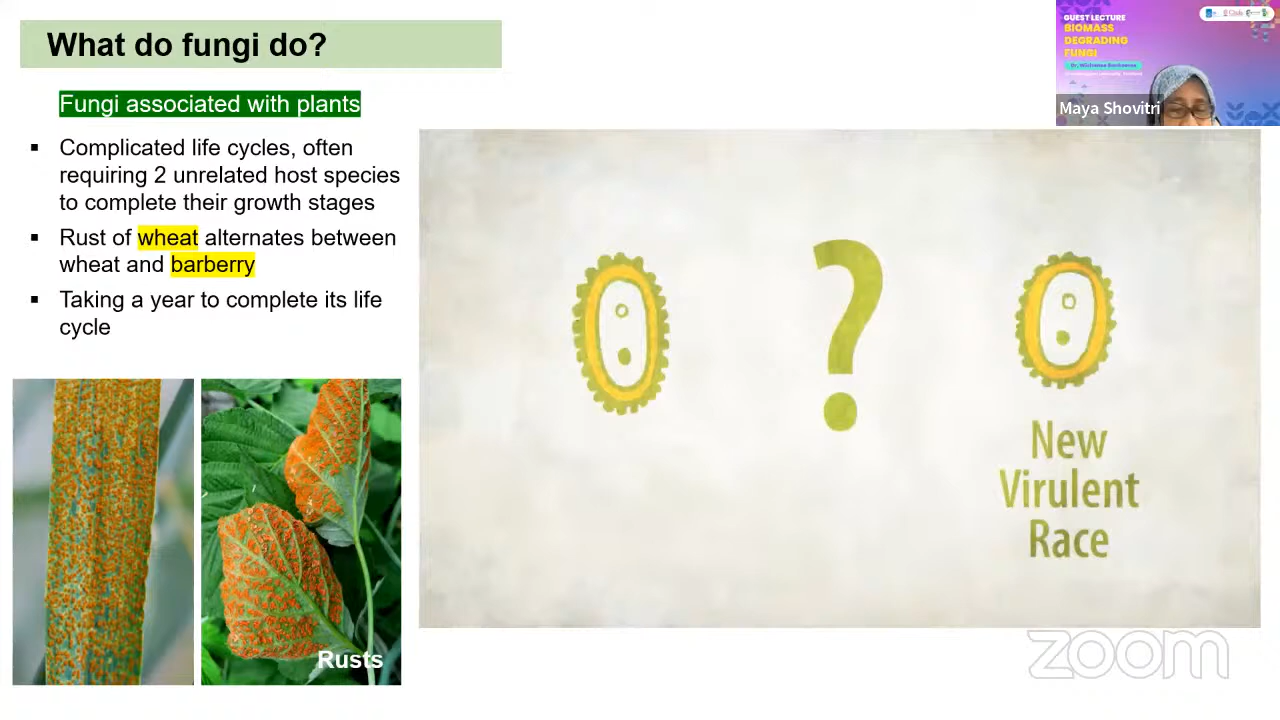 What do fungi do?
Fungi associated with plants
▪ Complicated life cycles, often
requiring 2 unrelated host species
to complete their growth stages
▪ Rust of wheat alternates between
wheat and barberry
▪ Taking a year to complete its life
cycle
Rusts
?
New
Virulent
Race
GUEST LECTURE
BIOMASS
DEGRADING
FUNGI
Maya Shovitri
zoom